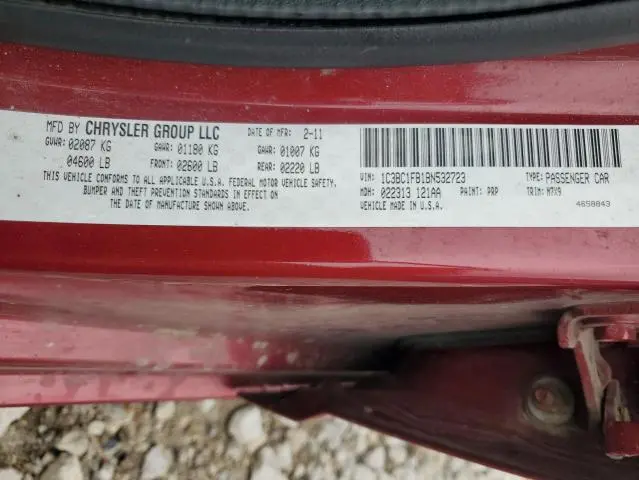 MFD BY CHRYSLER GROUP LLC DATE OF MFR. 2-11
GVWR: 02087 KG GAWR: 01180 KG GAWR: 01007 KG
04600 LB FRONT: 02600 LB REAR: 02220 LB
THIS VEHICLE CONFORMS TO ALL APPLICABLE U.S.A. FEDERAL MOTOR VEHICLE SAFETY,
BUMPER AND THEFT PREVENTION STANDARDS IN EFFECT ON
THE DATE OF MANUFACTURE SHOWN ABOVE.
VIN: 1C3BC1FB1BN532723 TYPE: PASSENGER CAR
MDH: 022313 121AA PAINT: PRP TRIM: M7X9
VEHICLE MADE IN U.S.A. 4658843